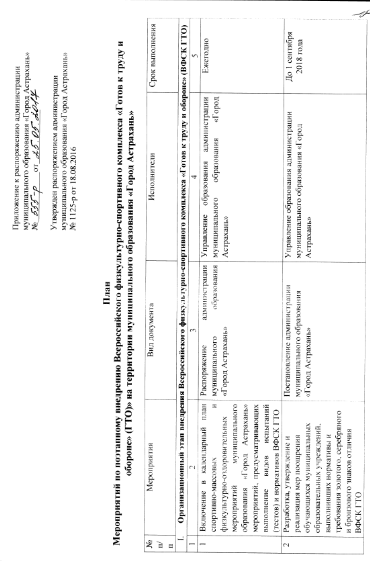 Приложение к распоряжению администрации
муниципального образования «Город Астрахань»
№ 555-р от 25.05.2017
Утвержден распоряжением администрации
муниципального образования «Город Астрахань»
№ 1125-р от 18.08.2016
План
Мероприятий по поэтапному внедрению Всероссийского физкультурно-спортивного комплекса «Готов к труду и
обороне» (ГТО)» на территории муниципального образования «Город Астрахань»
№
п/
п
Мероприятия
Вид документа
Исполнители
Срок выполнения
I. Организационный этап внедрения Всероссийского физкультурно-спортивного комплекса «Готов к труду и обороне» (ВФСК ГТО)
1 2 3 4 5
1
Включение в календарный план
спортивно-массовых и
физкультурно-оздоровительных
мероприятий муниципального
образования «Город Астрахань»
мероприятий, предусматривающих
выполнение видов испытаний
(тестов) и нормативов ВФСК ГТО
Распоряжение администрации
муниципального образования
«Город Астрахань»
Управление образования администрации
муниципального образования «Город
Астрахань»
Ежегодно
2
Разработка, утверждение и
реализация мер поощрения
обучающихся муниципальных
образовательных учреждений,
выполнивших нормативы и
требования золотого, серебряного
и бронзового знаков отличия
ВФСК ГТО
Постановление администрации
муниципального образования
«Город Астрахань»
Управление образования администрации
муниципального образования «Город
Астрахань»
До 1 сентября
2018 года